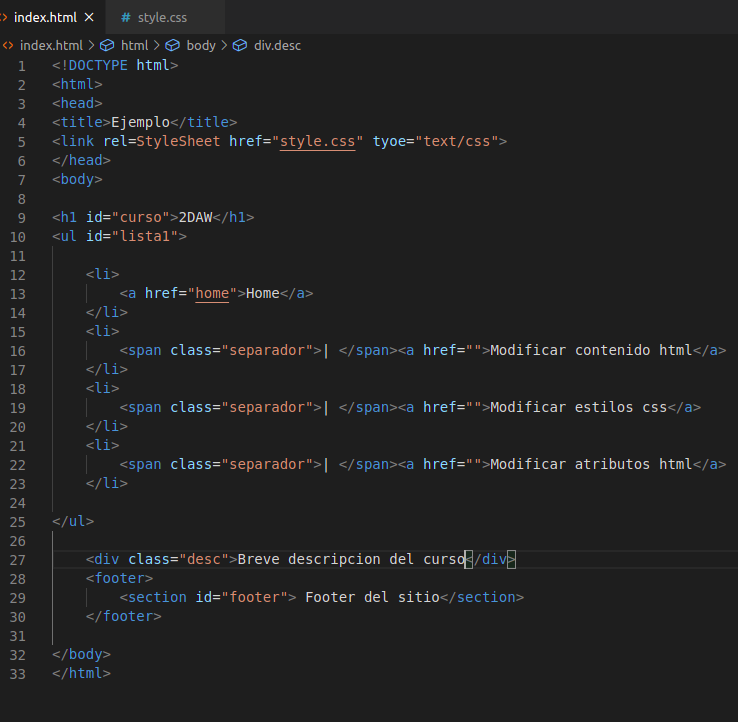 index.html
# style.css
index.html > html > body > div.desc
1 <!DOCTYPE html>
2 <html>
3 <head>
4 <title>Ejemplo</title>
5 <link rel=StyleSheet href="style.css" tyoe="text/css">
6 </head>
7 <body>
8
9 <h1 id="curso">2DAW</h1>
10 <ul id="lista1">
11
12     <li>
13         <a href="home">Home</a>
14     </li>
15     <li>
16         <span class="separador">| </span><a href="">Modificar contenido html</a>
17     </li>
18     <li>
19         <span class="separador">| </span><a href="">Modificar estilos css</a>
20     </li>
21     <li>
22         <span class="separador">| </span><a href="">Modificar atributos html</a>
23     </li>
24
25 </ul>
26
27     <div class="desc">Breve descripcion del curso</div>
28     <footer>
29         <section id="footer"> Footer del sitio</section>
30     </footer>
31
32 </body>
33 </html>